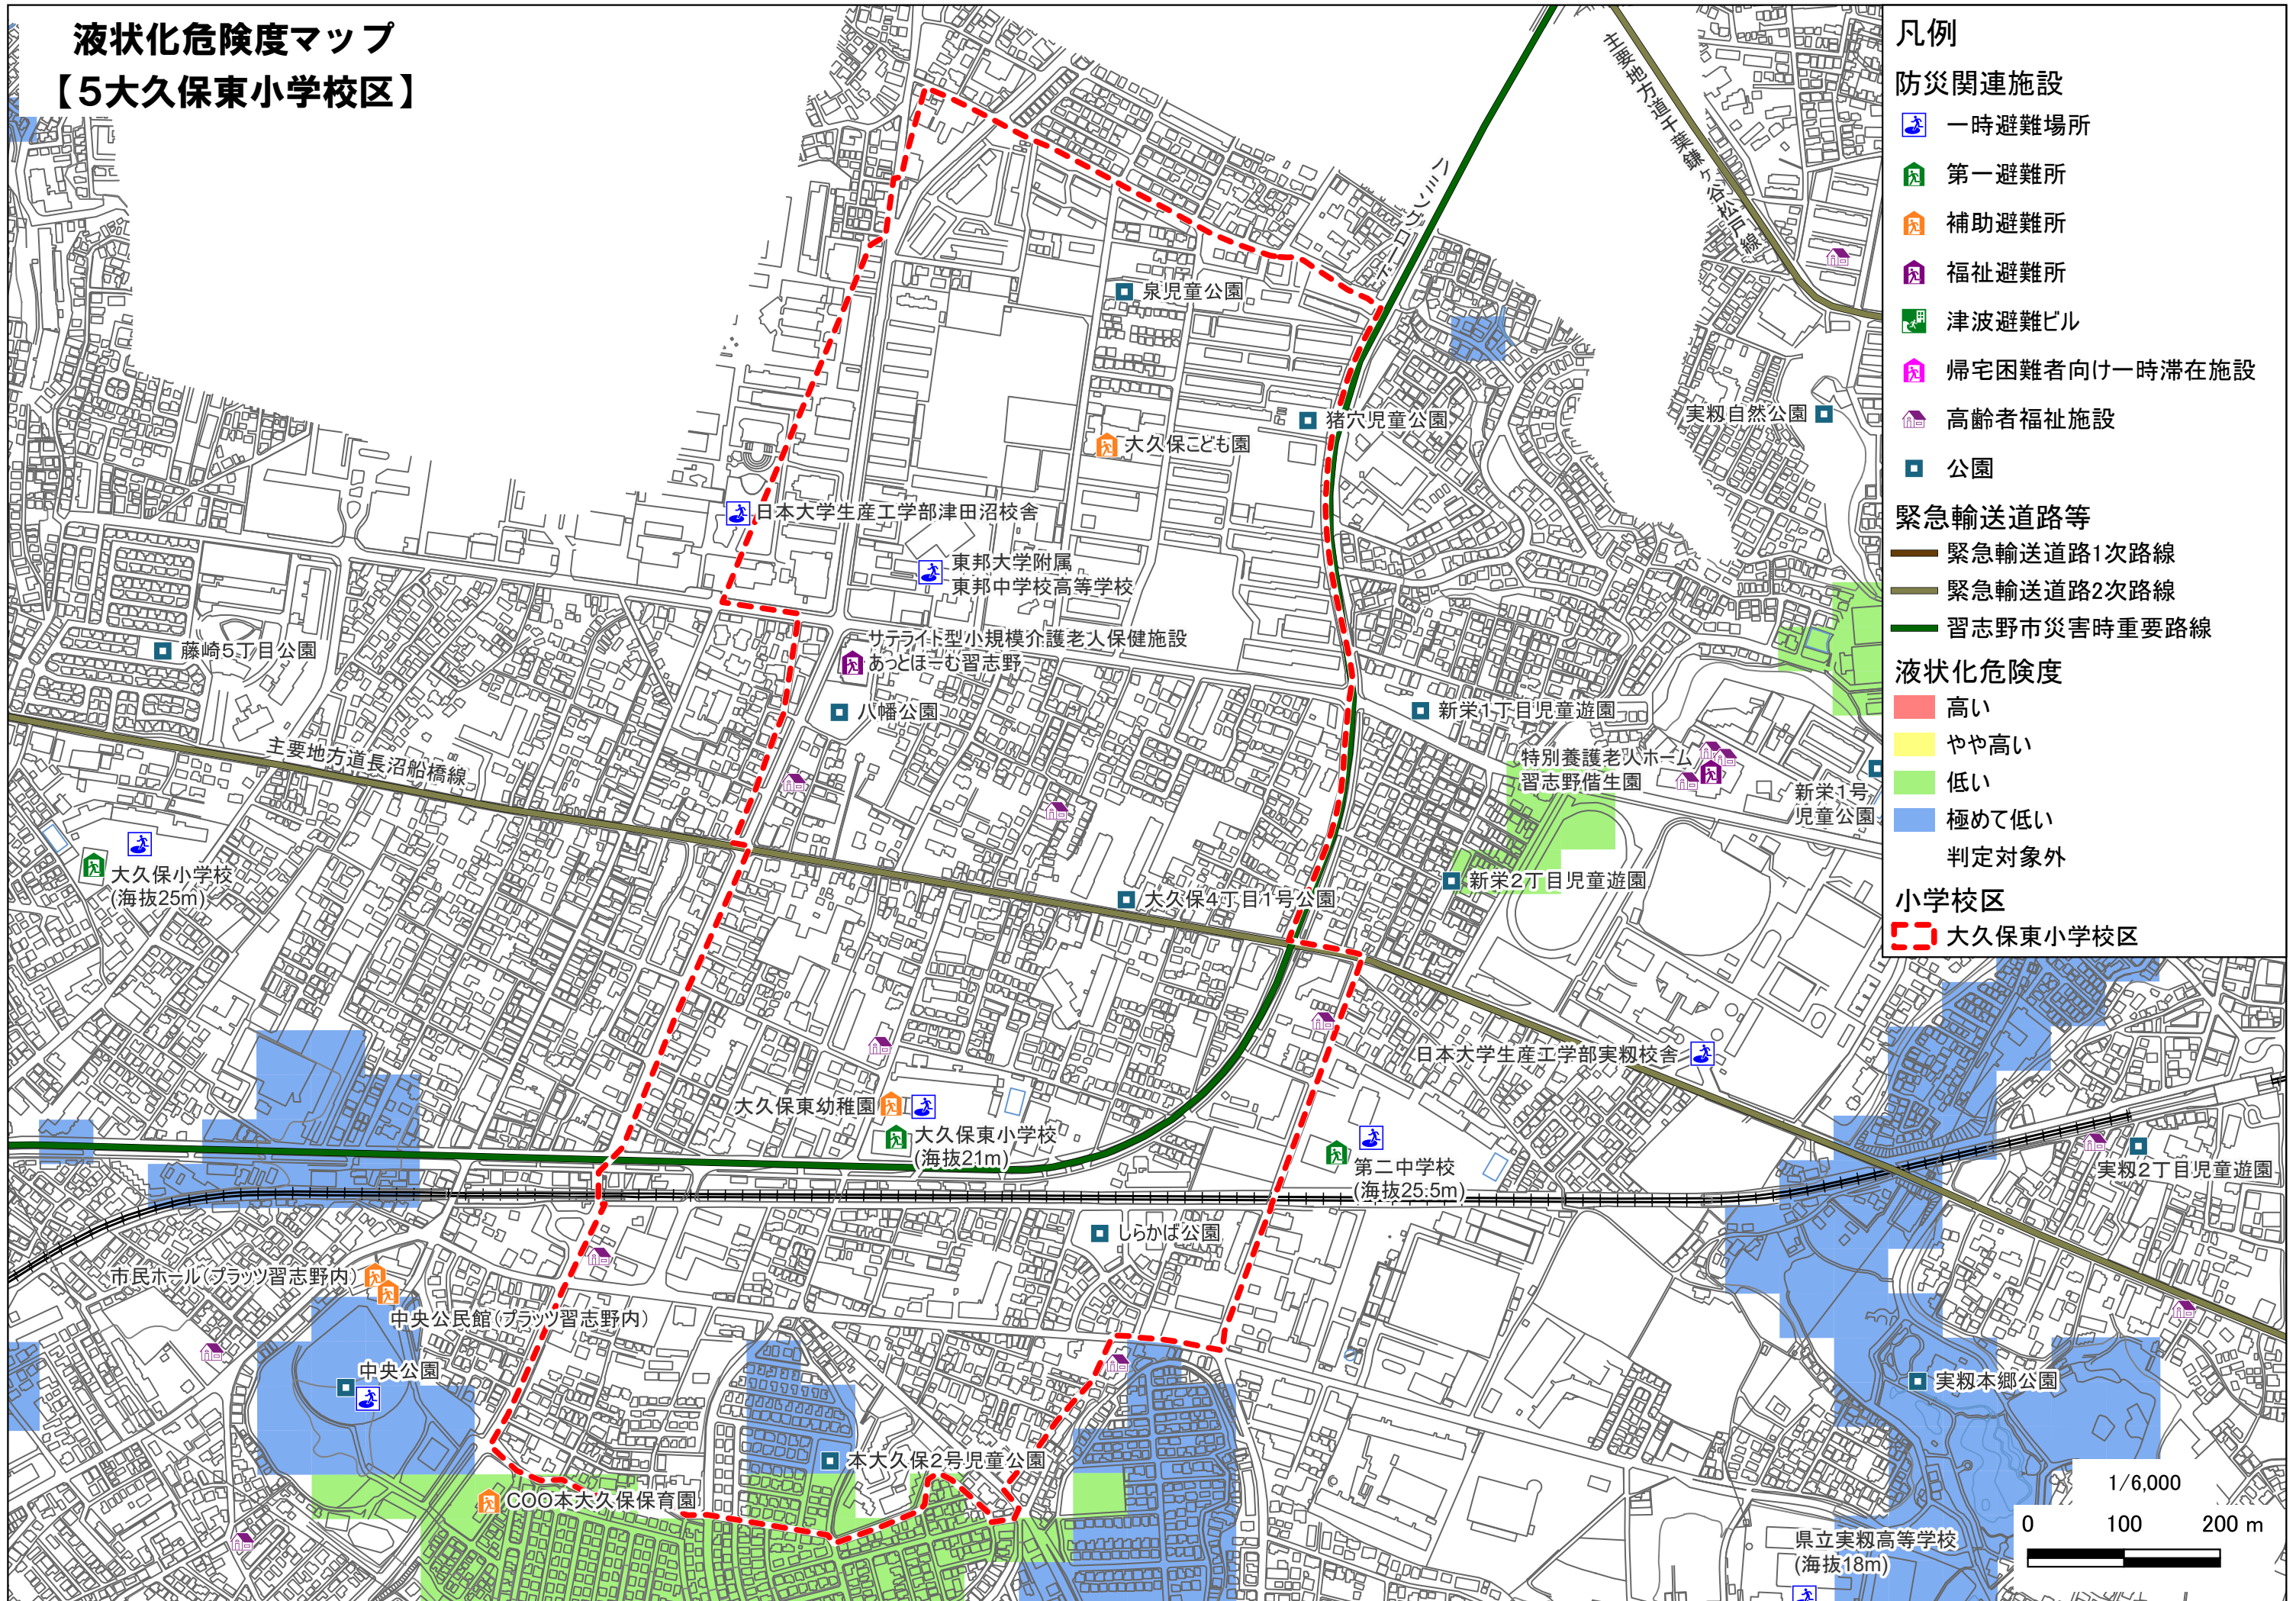 液状化危険度マップ
【５大久保東小学校区】
凡例
防災関連施設
一時避難場所
第一避難所
補助避難所
福祉避難所
津波避難ビル
帰宅困難者向け一時滞在施設
高齢者福祉施設
公園
緊急輸送道路等
緊急輸送道路1次路線
緊急輸送道路2次路線
習志野市災害時重要路線
液状化危険度
高い
やや高い
低い
極めて低い
判定対象外
小学校区
大久保東小学校区
主要地方道千葉鎌ヶ谷松戸線
ハミングロード
泉児童公園
猪穴児童公園
実籾自然公園
大久保こども園
日本大学生産工学部津田沼校舎
東邦大学附属
東邦中学校高等学校
サテライト型小規模介護老人保健施設
あっとほーむ習志野
藤崎5丁目公園
八幡公園
新栄1丁目児童遊園
主要地方道長沼船橋線
特別養護老人ホーム
習志野偕生園
新栄1号
児童公園
大久保小学校
(海抜25m)
大久保4丁目1号公園
新栄2丁目児童遊園
日本大学生産工学部実籾校舎
大久保東幼稚園
大久保東小学校
(海抜21m)
第二中学校
(海抜25.5m)
実籾2丁目児童遊園
しらかば公園
市民ホール(プラッツ習志野内)
中央公民館(プラッツ習志野内)
中央公園
実籾本郷公園
本大久保2号児童公園
COO本大久保保育園
県立実籾高等学校
(海抜18m)
1/6,000
0 100 200 m